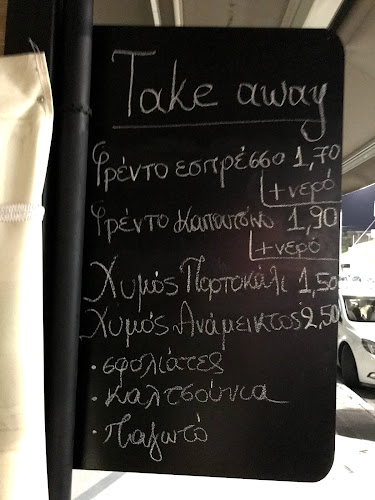 Take away
Φρέντο εσπρέσσο 1,70
+νερό
Φρέντο καπουτσίνο 1,90
+νερό
Χυμός Πορτοκάλι 1,50
Χυμός Ανάμεικτος 2,50
• σφολιάτες
• καλτσούνια
• Παγωτό